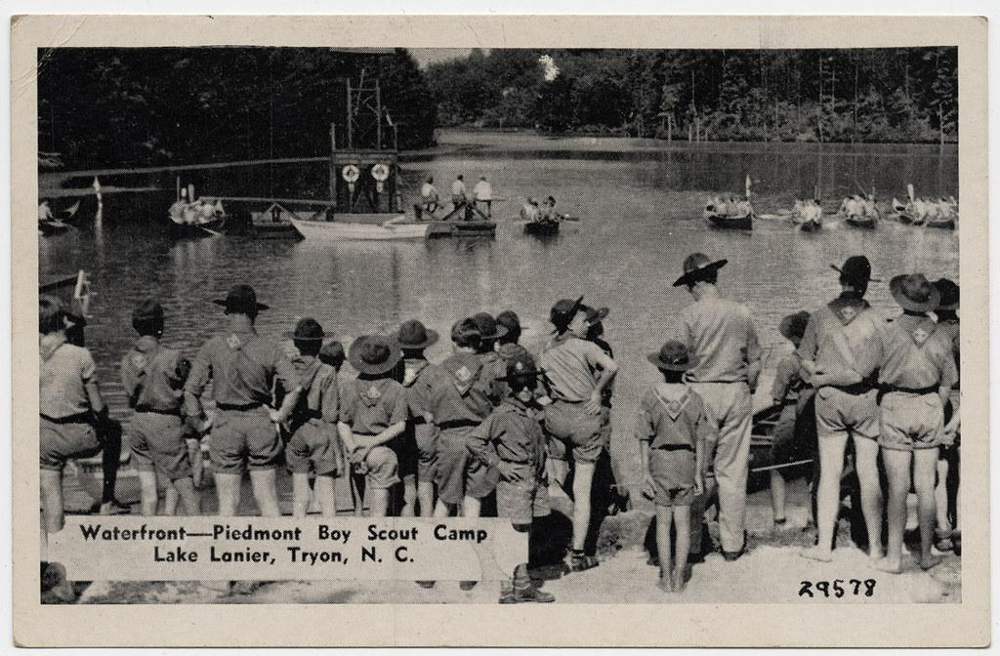 Waterfront—Piedmont Boy Scout Camp
Lake Lanier, Tryon, N. C.
29578